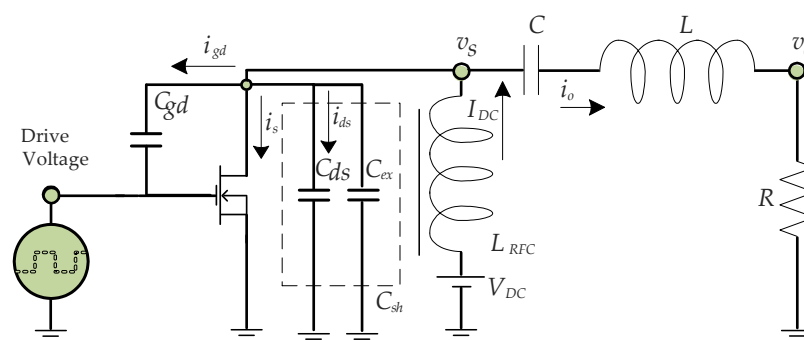 i_gd
v_S
C
L
v
C_gd
i_s
i_ds
I_DC
i_o
Drive
Voltage
C_ds
C_ex
R
L_RFC
V_DC
C_sh